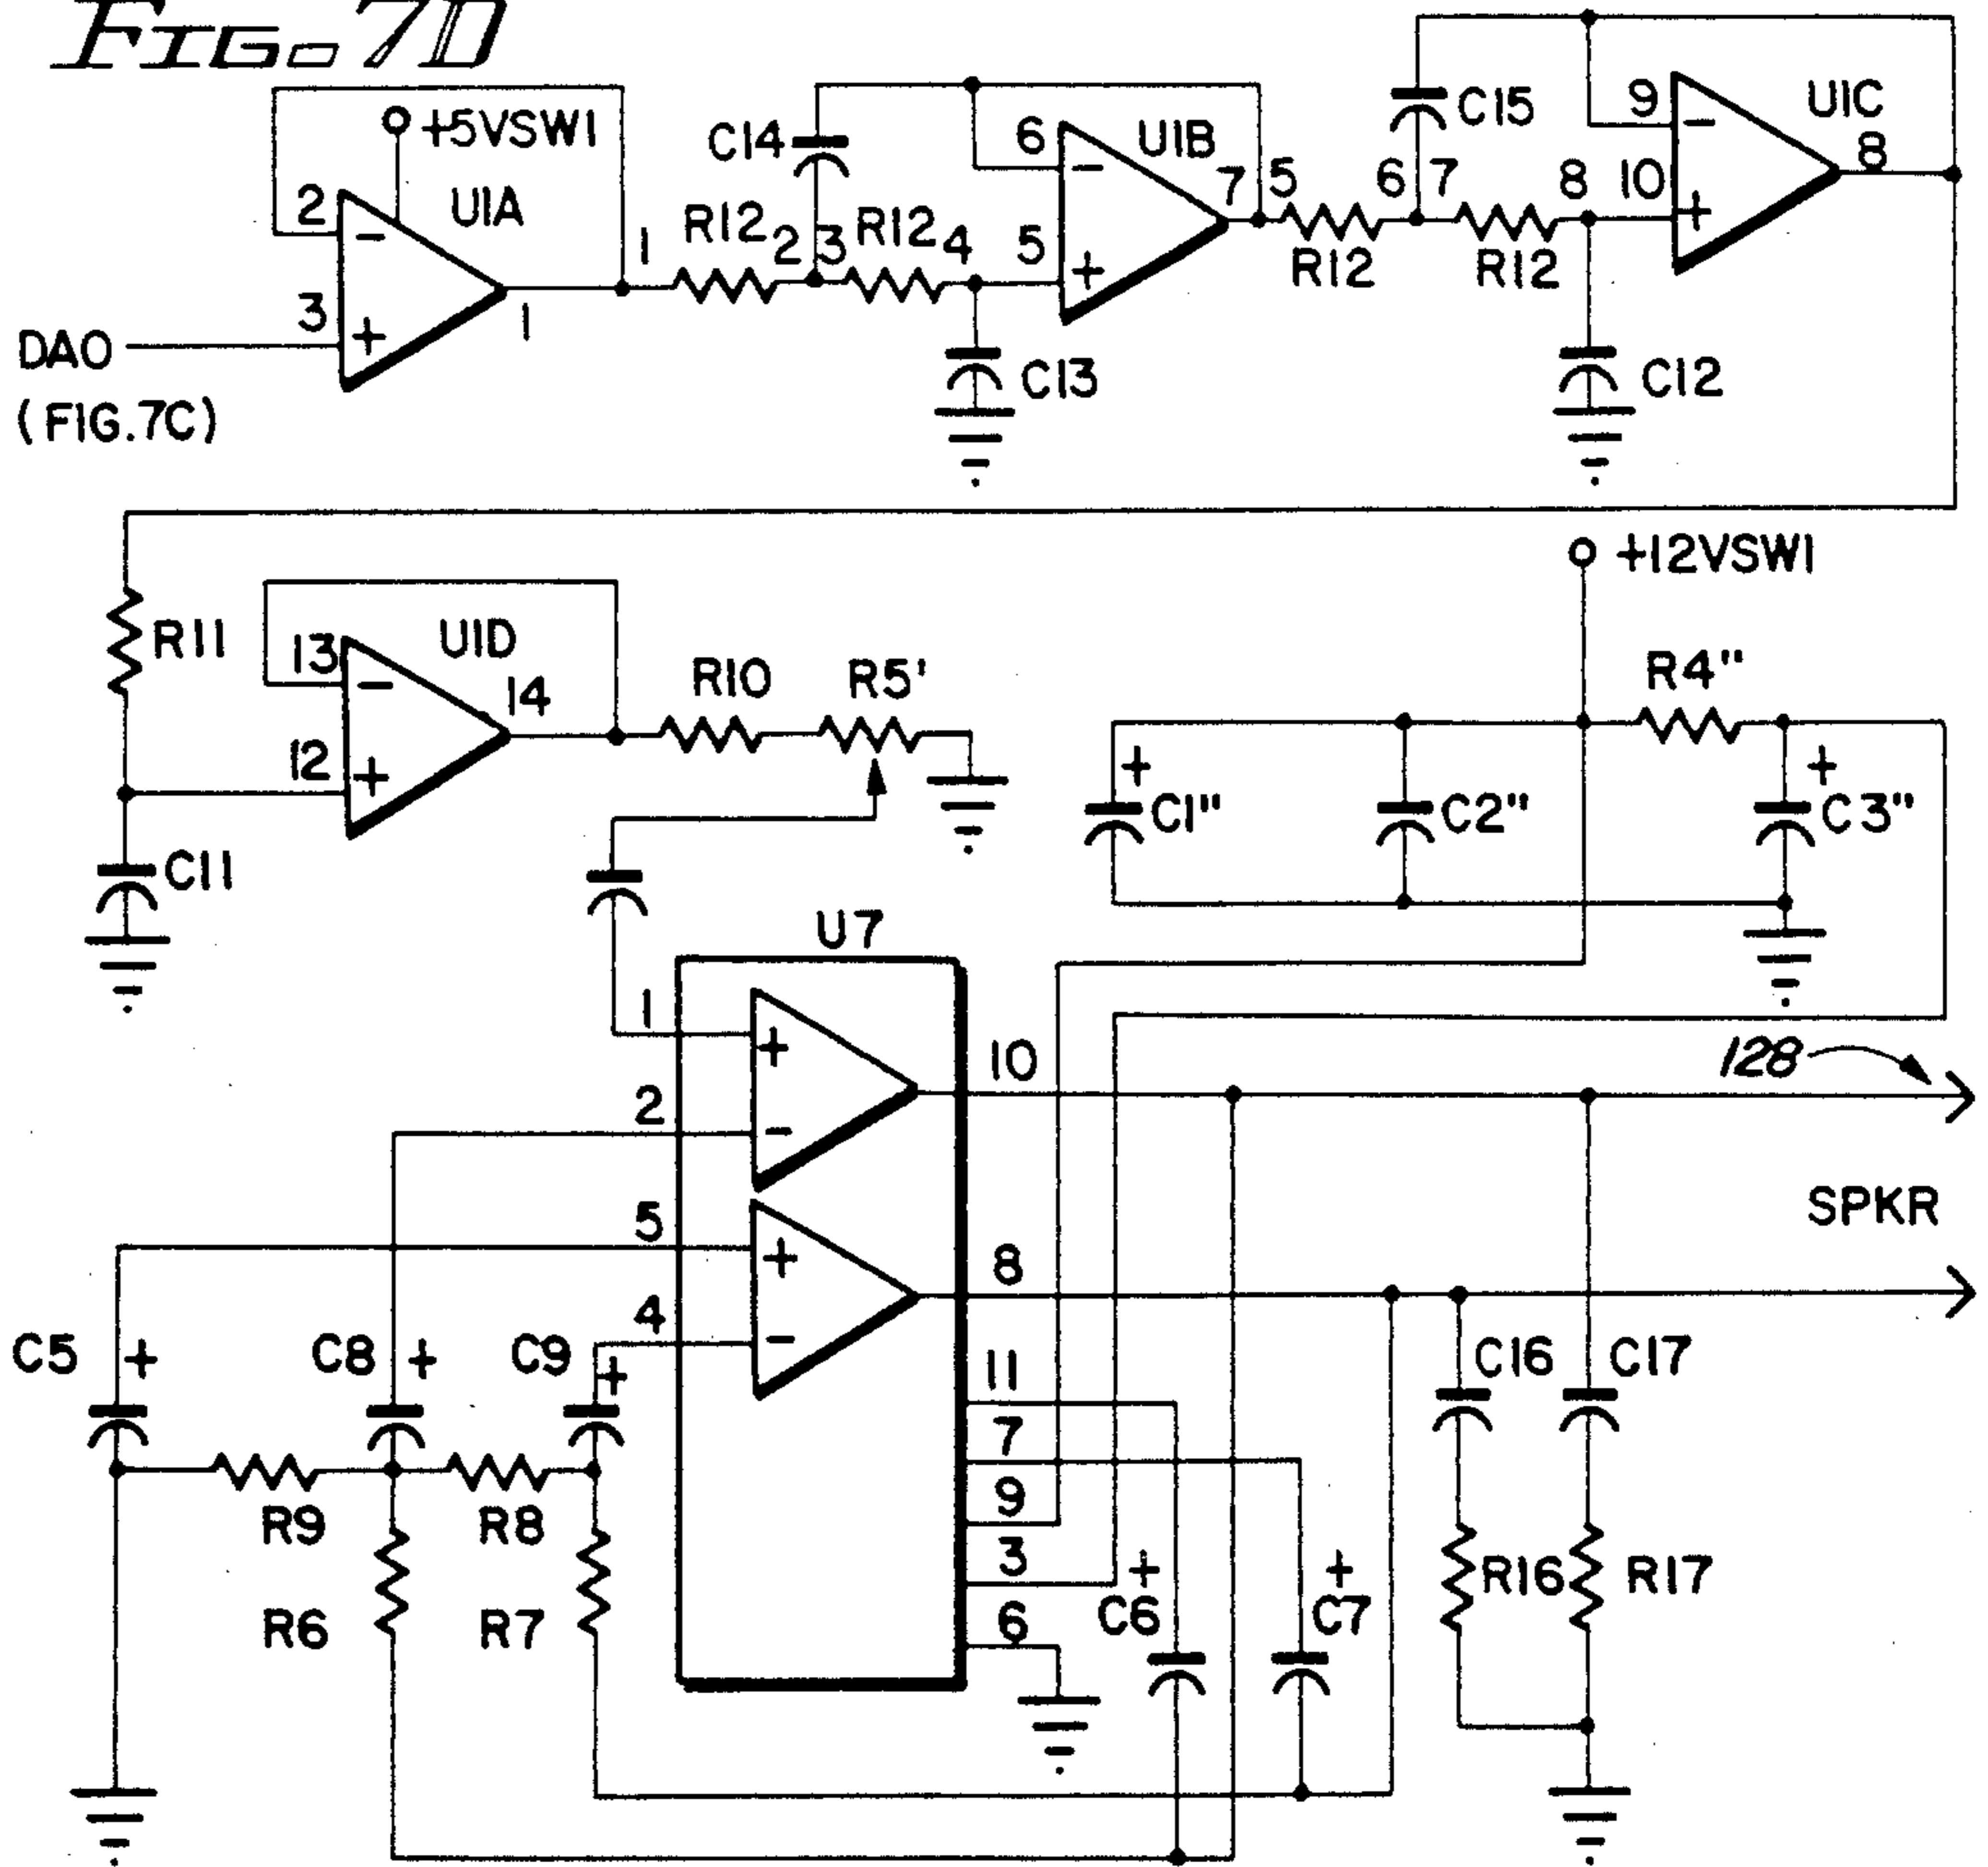 FIG. 7D
+5VSW1
U1A
2
-
3
+
1
DAO
(FIG.7C)
1
R12
2
3
R12
4
C14
C13
6
-
5
+
U1B
7
5
R12
6
7
R12
8
C15
C12
9
-
10
+
U1C
8
R11
C11
13
-
12
+
U1D
14
R10
R5'
+12VSW1
R4"
+
C1"
C2"
+
C3"
U7
1
+
2
-
5
+
4
-
10
8
11
7
9
3
6
128
SPKR
C5
+
C8
+
C9
+
R9
R8
R6
R7
+
C6
+
C7
C16
C17
R16
R17